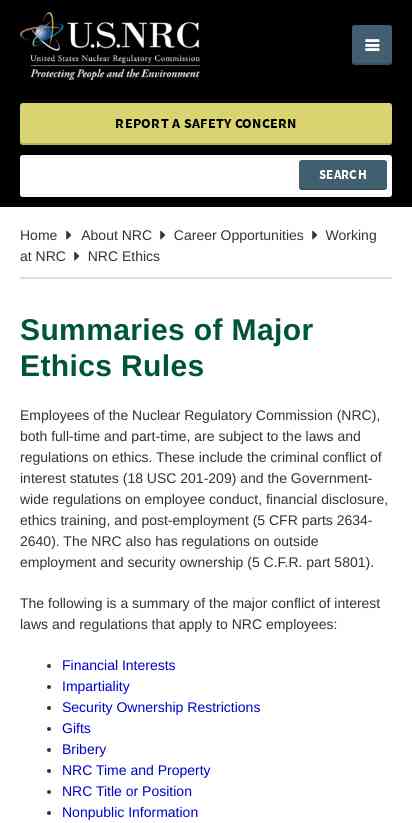 U.S.NRC
United States Nuclear Regulatory Commission
Protecting People and the Environment
REPORT A SAFETY CONCERN
SEARCH
Home About NRC Career Opportunities Working
at NRC NRC Ethics
Summaries of Major
Ethics Rules
Employees of the Nuclear Regulatory Commission (NRC),
both full-time and part-time, are subject to the laws and
regulations on ethics. These include the criminal conflict of
interest statutes (18 USC 201-209) and the Government-
wide regulations on employee conduct, financial disclosure,
ethics training, and post-employment (5 CFR parts 2634-
2640). The NRC also has regulations on outside
employment and security ownership (5 C.F.R. part 5801).
The following is a summary of the major conflict of interest
laws and regulations that apply to NRC employees:
• Financial Interests
• Impartiality
• Security Ownership Restrictions
• Gifts
• Bribery
• NRC Time and Property
• NRC Title or Position
• Nonpublic Information